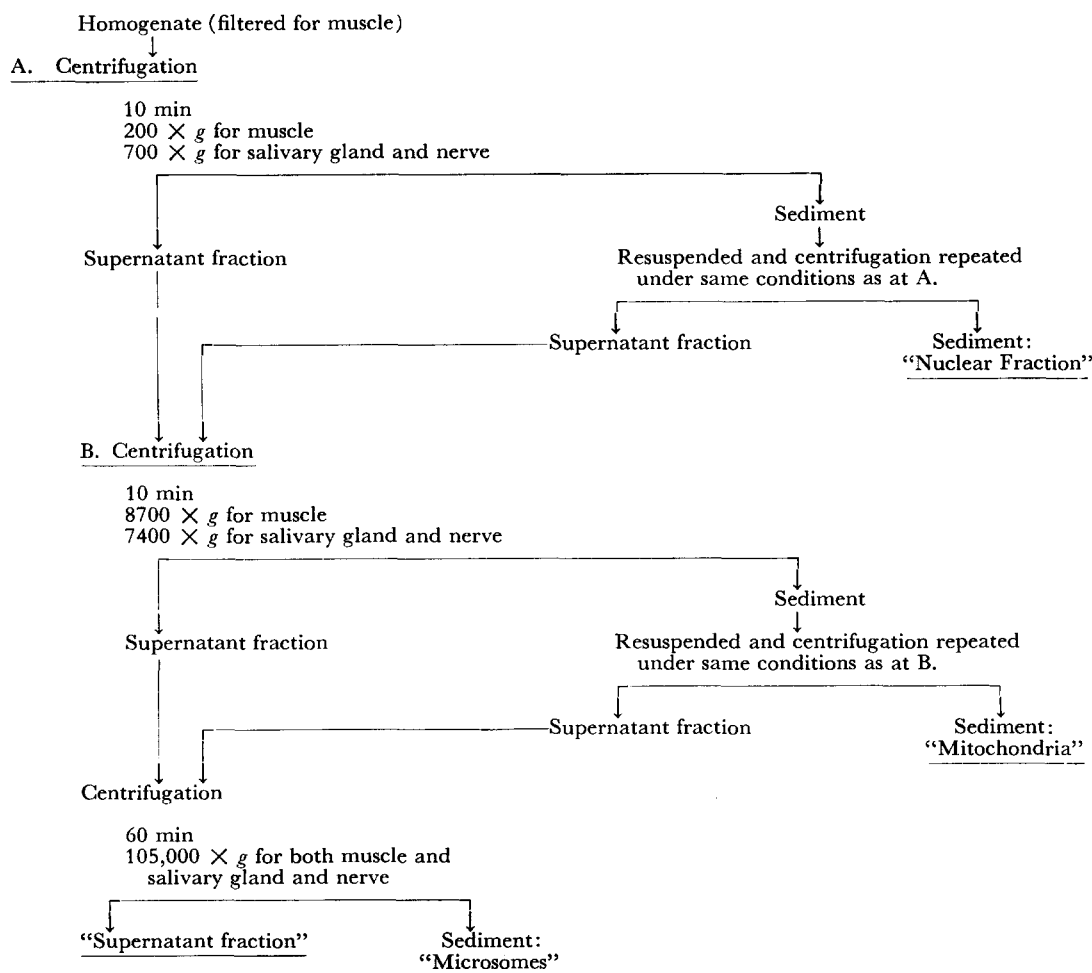 Homogenate (filtered for muscle)
A. Centrifugation
10 min
200 × g for muscle
700 × g for salivary gland and nerve
Sediment
Supernatant fraction
Resuspended and centrifugation repeated
under same conditions as at A.
Supernatant fraction
Sediment:
“Nuclear Fraction”
B. Centrifugation
10 min
8700 × g for muscle
7400 × g for salivary gland and nerve
Sediment
Supernatant fraction
Resuspended and centrifugation repeated
under same conditions as at B.
Supernatant fraction
Sediment:
“Mitochondria”
Centrifugation
60 min
105,000 × g for both muscle and
salivary gland and nerve
“Supernatant fraction”
Sediment:
“Microsomes”